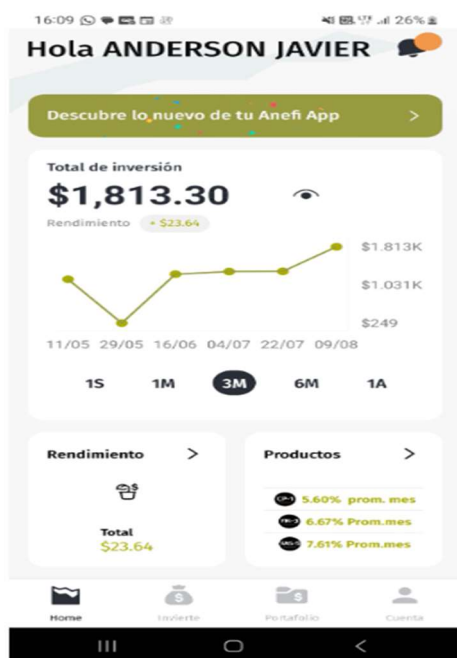 16:09
26%
Hola ANDERSON JAVIER
Descubre lo nuevo de tu Anefi App >
Total de inversión
$1,813.30
Rendimiento + $23.64
$1.813K
$1.031K
$249
11/05 29/05 16/06 04/07 22/07 09/08
1S 1M 3M 6M 1A
Rendimiento >
Total
$23.64
Productos >
5.60% prom. mes
6.67% Prom.mes
7.61% Prom.mes
Home Invierte Portafolio Cuenta